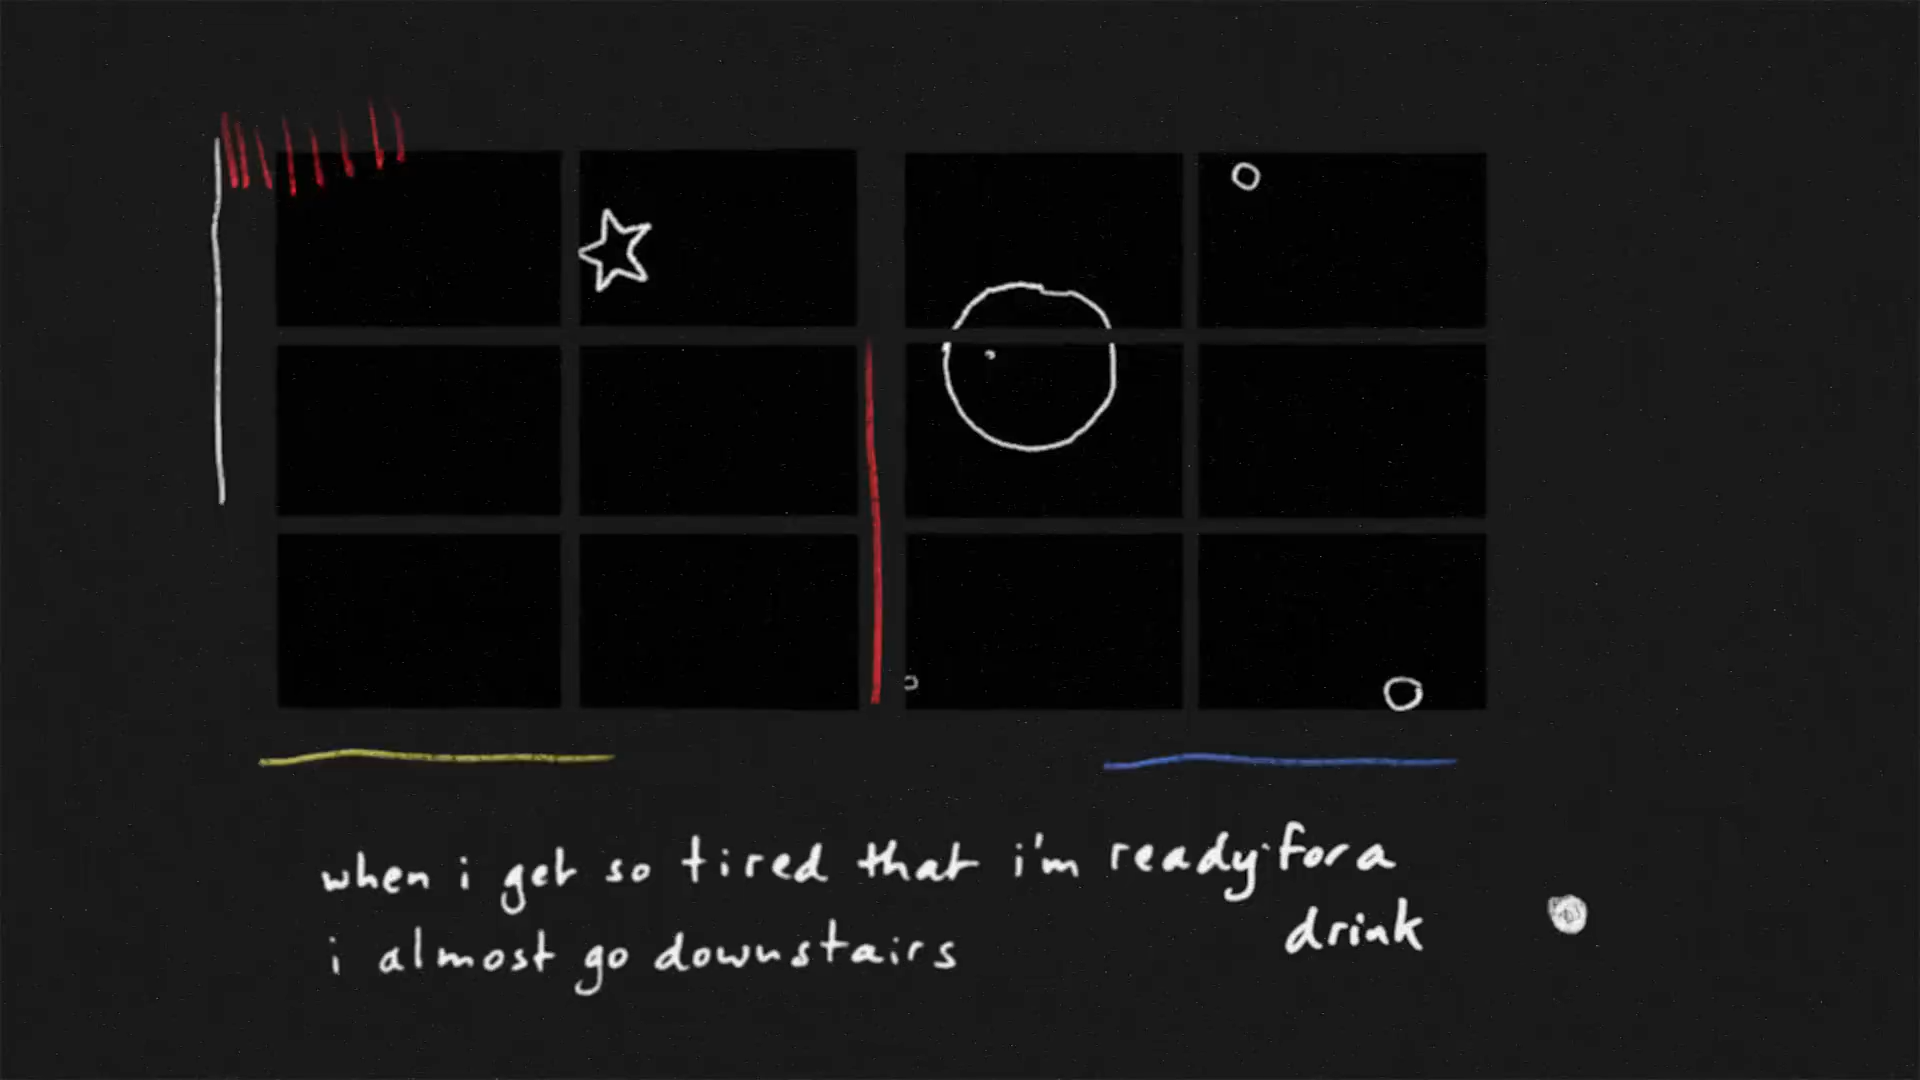 when i get so tired that i'm ready for a
drink
i almost go downstairs